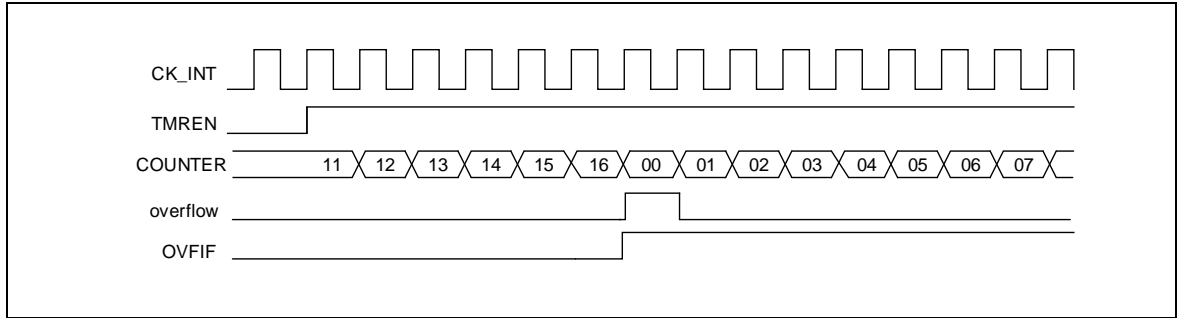 CK_INT
TMREN
COUNTER 11 12 13 14 15 16 00 01 02 03 04 05 06 07
overflow
OVFIF